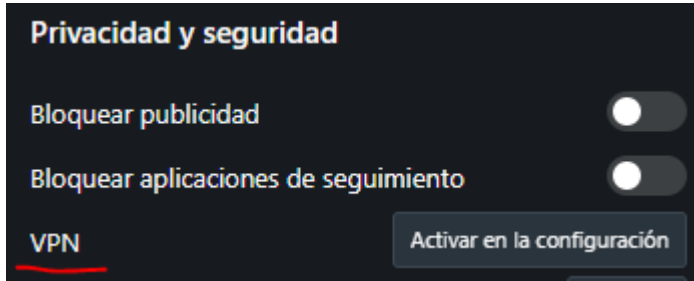 Privacidad y seguridad
Bloquear publicidad
Bloquear aplicaciones de seguimiento
VPN Activar en la configuración